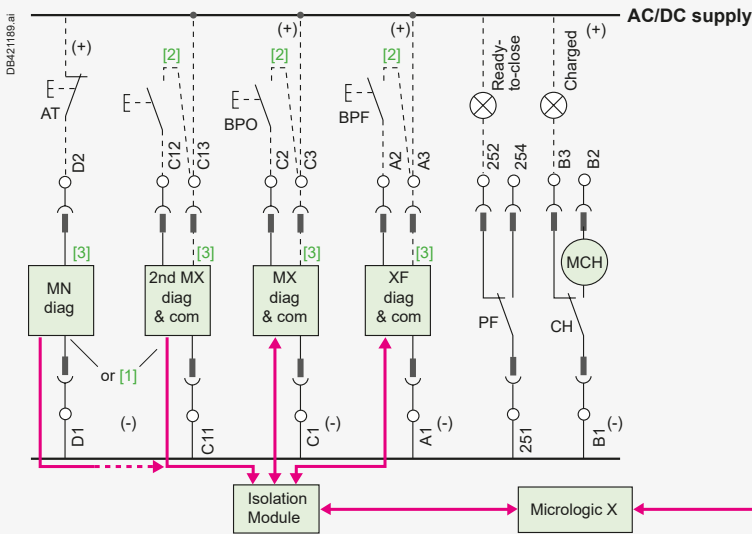 AC/DC supply
DB421189.ai
(+)
(+)
(+)
(+)
[2]
[2]
[2]
Ready-
to-close
Charged
AT
BPO
BPF
D2
C12
C13
C2
C3
A2
A3
252
254
B3
B2
[3]
[3]
[3]
[3]
MN
diag
2nd MX
diag
& com
MX
diag
& com
XF
diag
& com
MCH
PF
CH
or [1]
D1
(-)
C11
C1
(-)
A1
(-)
251
B1
(-)
Isolation
Module
Micrologic X